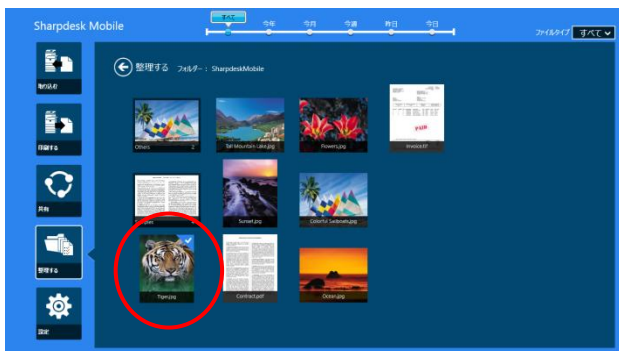 Sharpdesk Mobile
すべて 今年 今月 今週 昨日 今日
ファイルタイプ すべて
取り込む
印刷する
共有
整理する
設定
整理する フォルダー : SharpdeskMobile
Others
Tall Mountain Lake.jpg
Flowers.jpg
Sunset.jpg
Colorful Sailboats.jpg
Tiger.jpg
Contract.pdf
Ocean.jpg